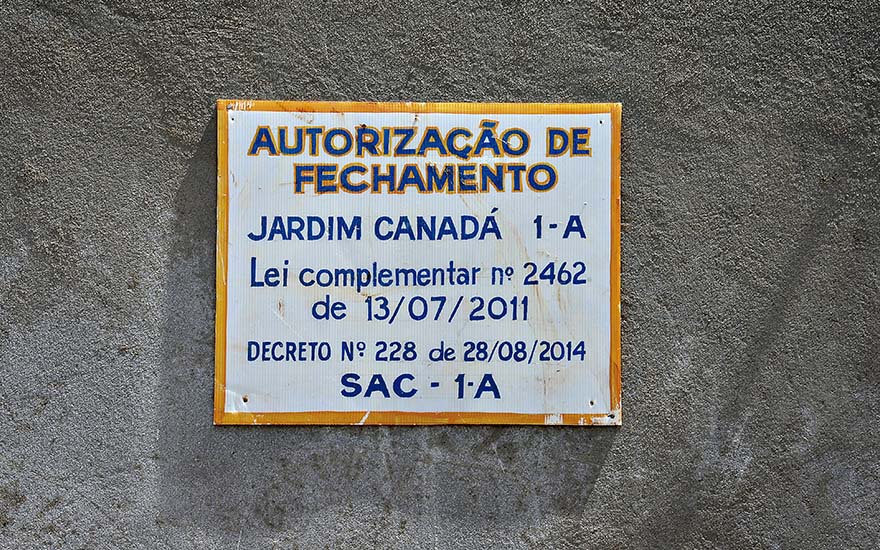 AUTORIZAÇÃO DE
FECHAMENTO
JARDIM CANADÁ 1-A
Lei complementar nº 2462
de 13/07/2011
DECRETO Nº 228 de 28/08/2014
SAC - 1-A